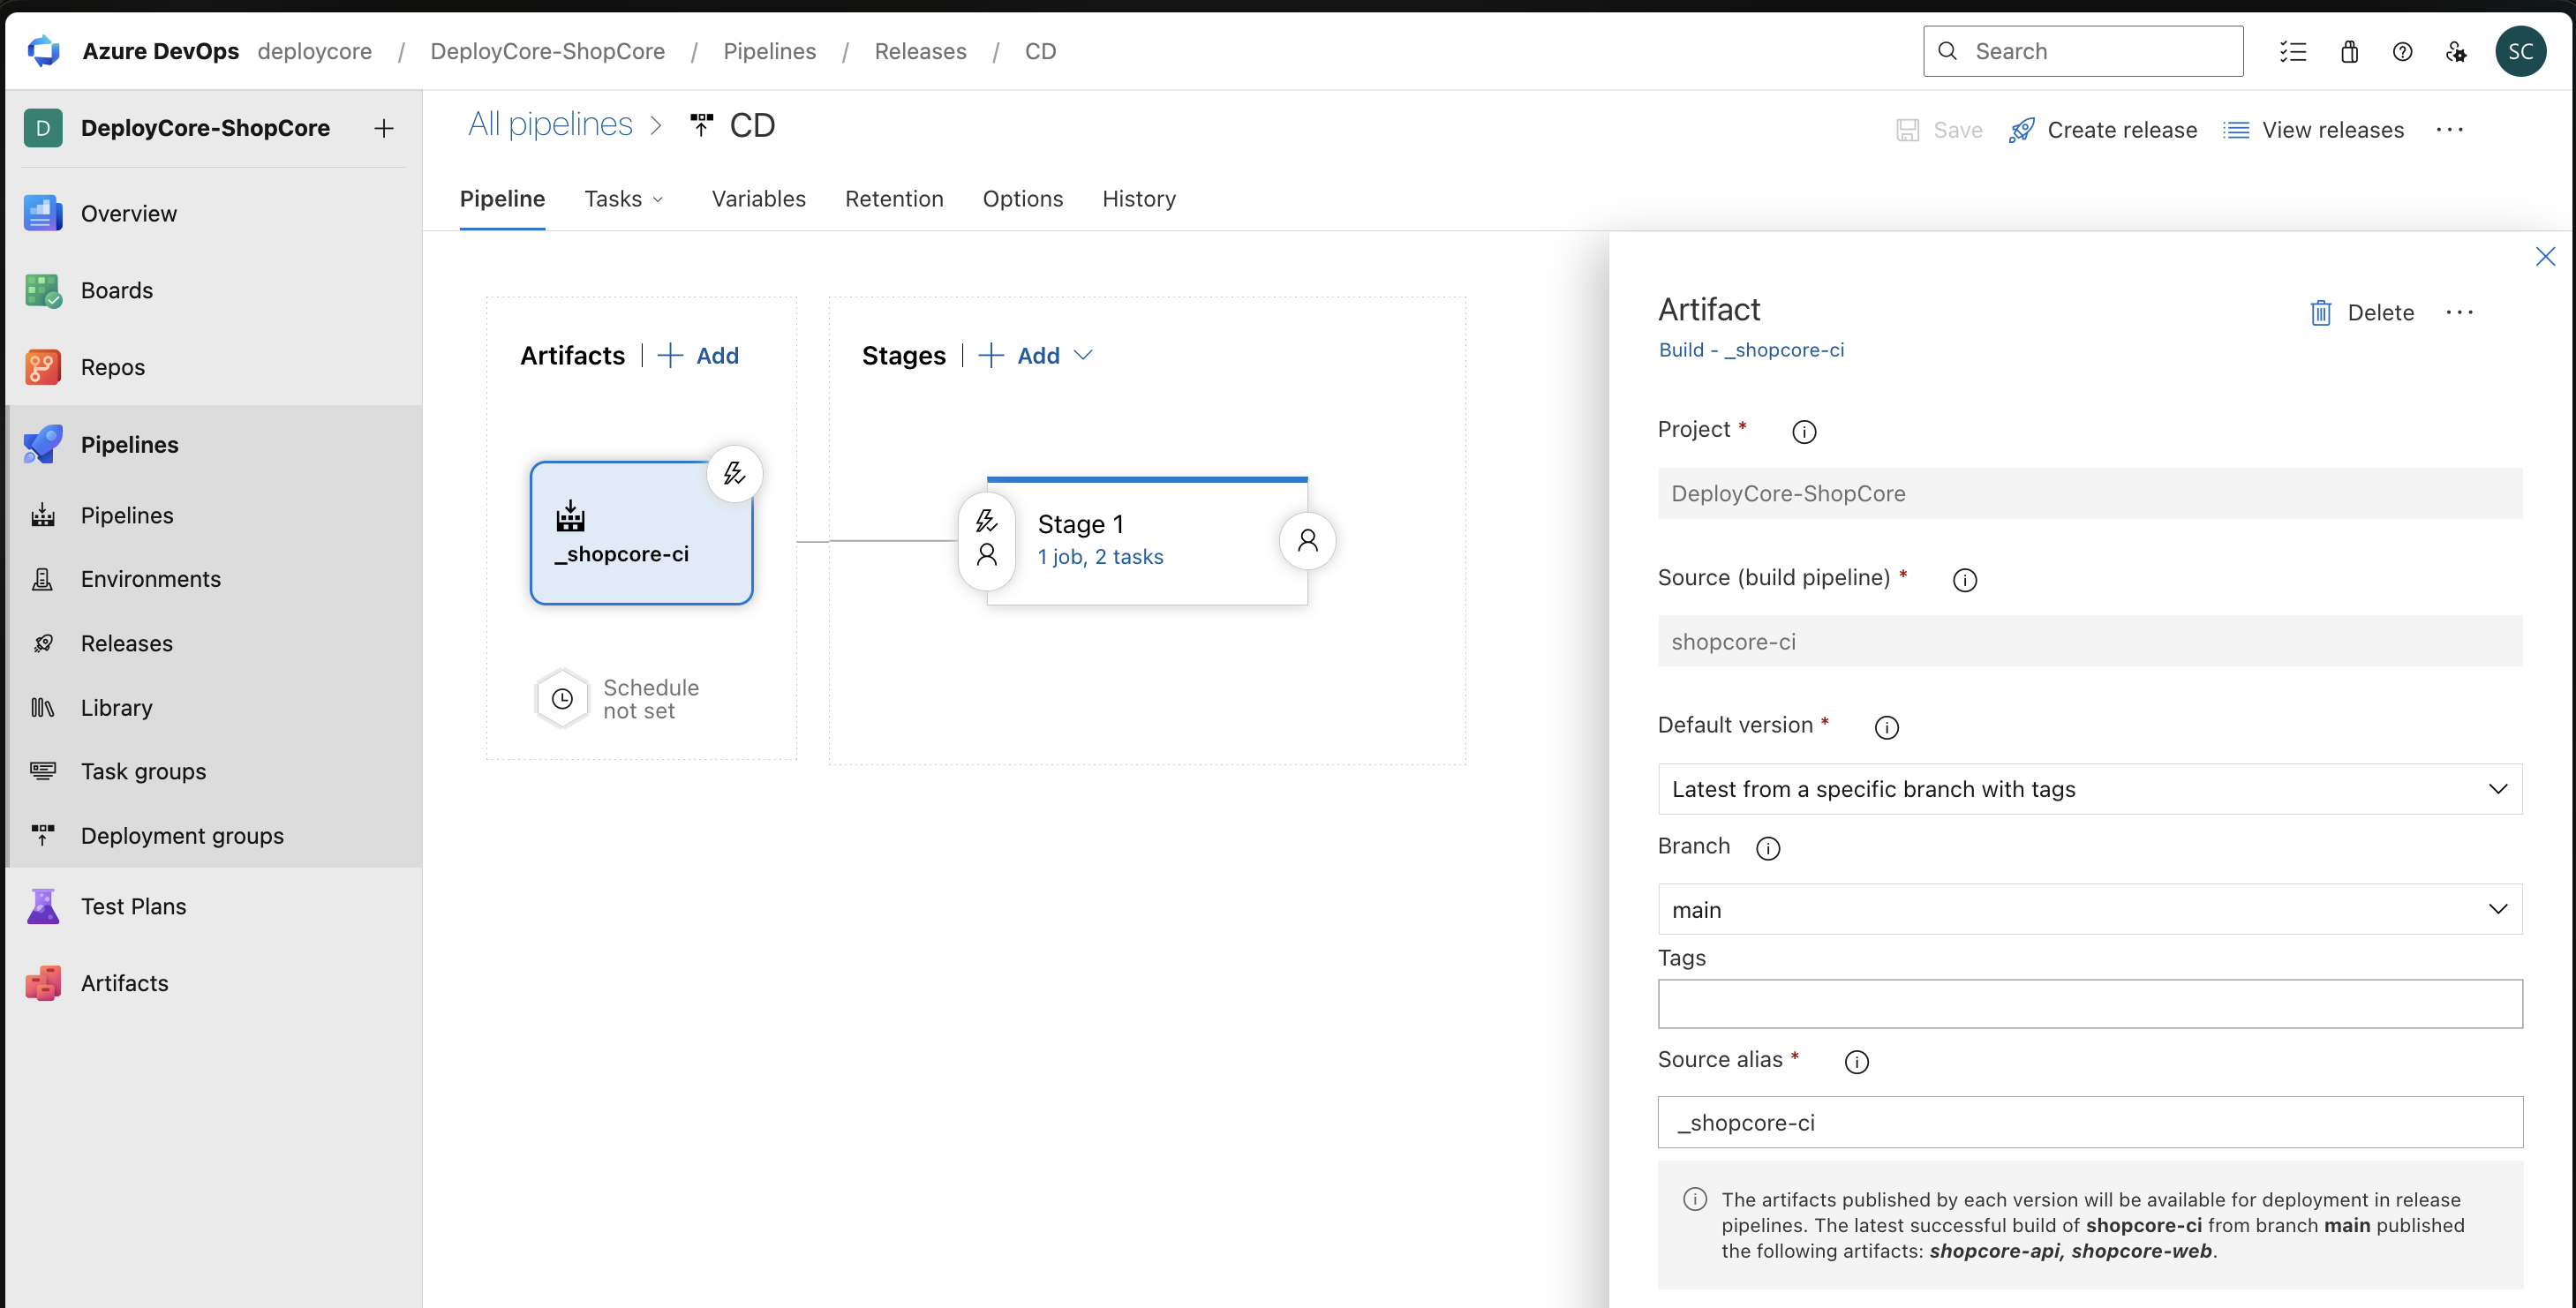 Azure DevOps deploycore / DeployCore-ShopCore / Pipelines / Releases / CD
Search
SC
D DeployCore-ShopCore
Overview
Boards
Repos
Pipelines
Pipelines
Environments
Releases
Library
Task groups
Deployment groups
Test Plans
Artifacts
All pipelines > CD
Save Create release View releases ...
Pipeline Tasks Variables Retention Options History
Artifacts | + Add
_shopcore-ci
Schedule
not set
Stages | + Add
Stage 1
1 job, 2 tasks
Artifact
Delete ...
Build - _shopcore-ci
Project *
DeployCore-ShopCore
Source (build pipeline) *
shopcore-ci
Default version *
Latest from a specific branch with tags
Branch
main
Tags
Source alias *
_shopcore-ci
The artifacts published by each version will be available for deployment in release
pipelines. The latest successful build of shopcore-ci from branch main published
the following artifacts: shopcore-api, shopcore-web.